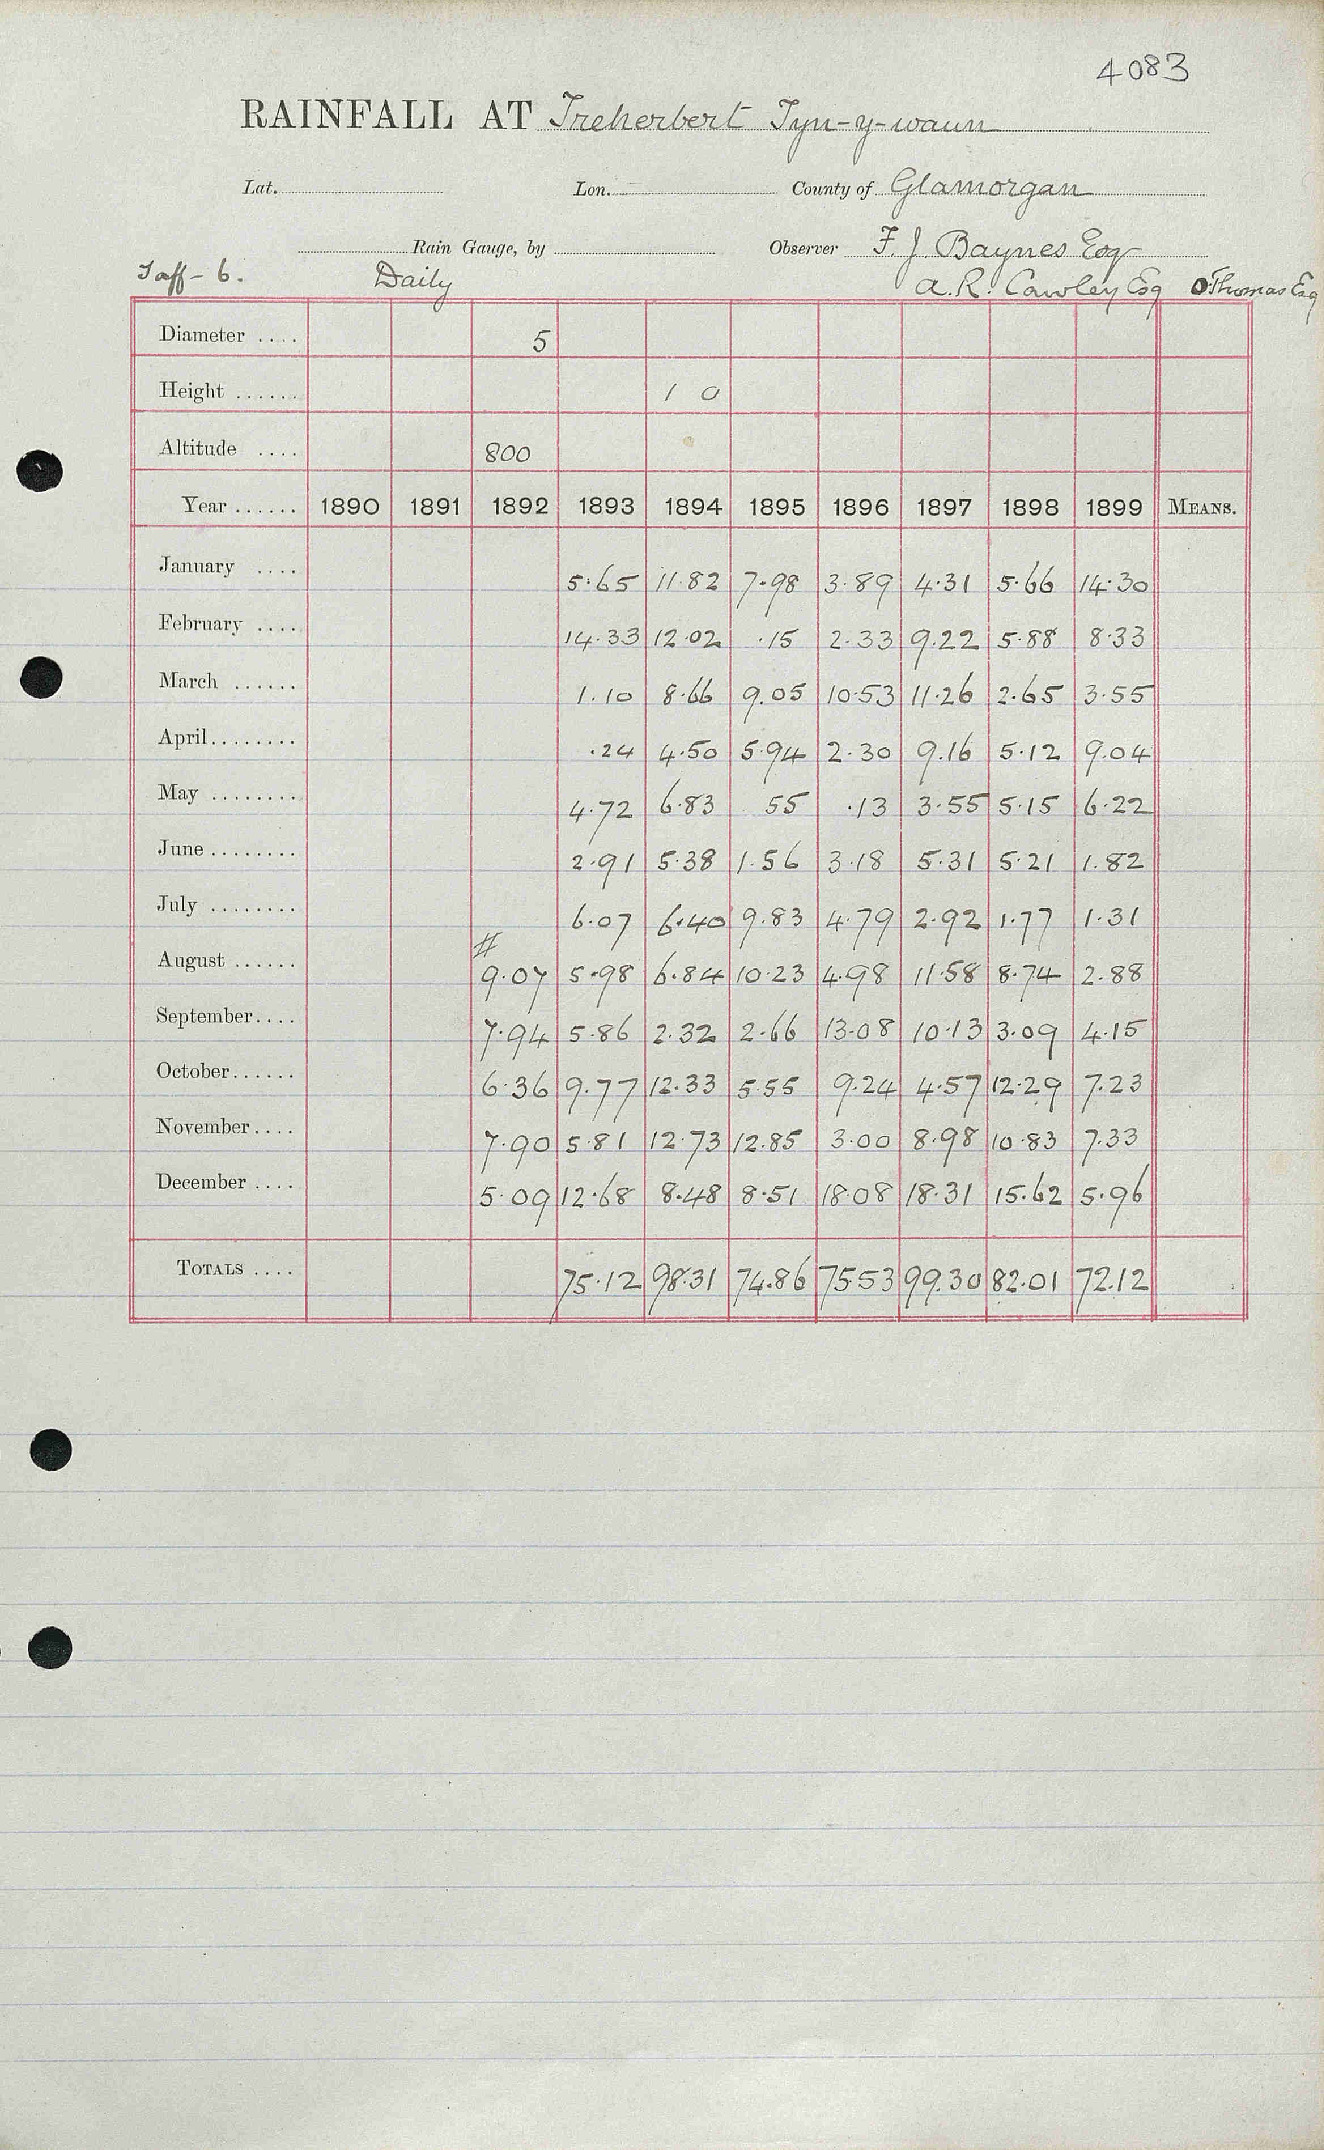 4083
RAINFALL AT Treherbert Tyn-y-waun
Lat. Lon. County of Glamorgan
Rain Gauge, by Observer F. J. Baynes Esq
Taff - 6. Daily A. R. Cawley Esq O Thomas Esq
Diameter .... 5
Height ...... 1 0
Altitude .... 800
Year ...... 1890 1891 1892 1893 1894 1895 1896 1897 1898 1899 MEANS.
January .... 5.65 11.82 7.98 3.89 4.31 5.66 14.30
February .... 14.33 12.02 .15 2.33 9.22 5.88 8.33
March ...... 1.10 8.66 9.05 10.53 11.26 2.65 3.55
April........ .24 4.50 5.94 2.30 9.16 5.12 9.04
May ........ 4.72 6.83 55 .13 3.55 5.15 6.22
June ........ 2.91 5.38 1.56 3.18 5.31 5.21 1.82
July ........ 6.07 6.40 9.83 4.79 2.92 1.77 1.31
August ...... # 9.07 5.98 6.84 10.23 4.98 11.58 8.74 2.88
September.... 7.94 5.86 2.32 2.66 13.08 10.13 3.09 4.15
October...... 6.36 9.77 12.33 5.55 9.24 4.57 12.29 7.23
November.... 7.90 5.81 12.73 12.85 3.00 8.98 10.83 7.33
December .... 5.09 12.68 8.48 8.51 18.08 18.31 15.62 5.96
TOTALS .... 75.12 98.31 74.86 75.53 99.30 82.01 72.12